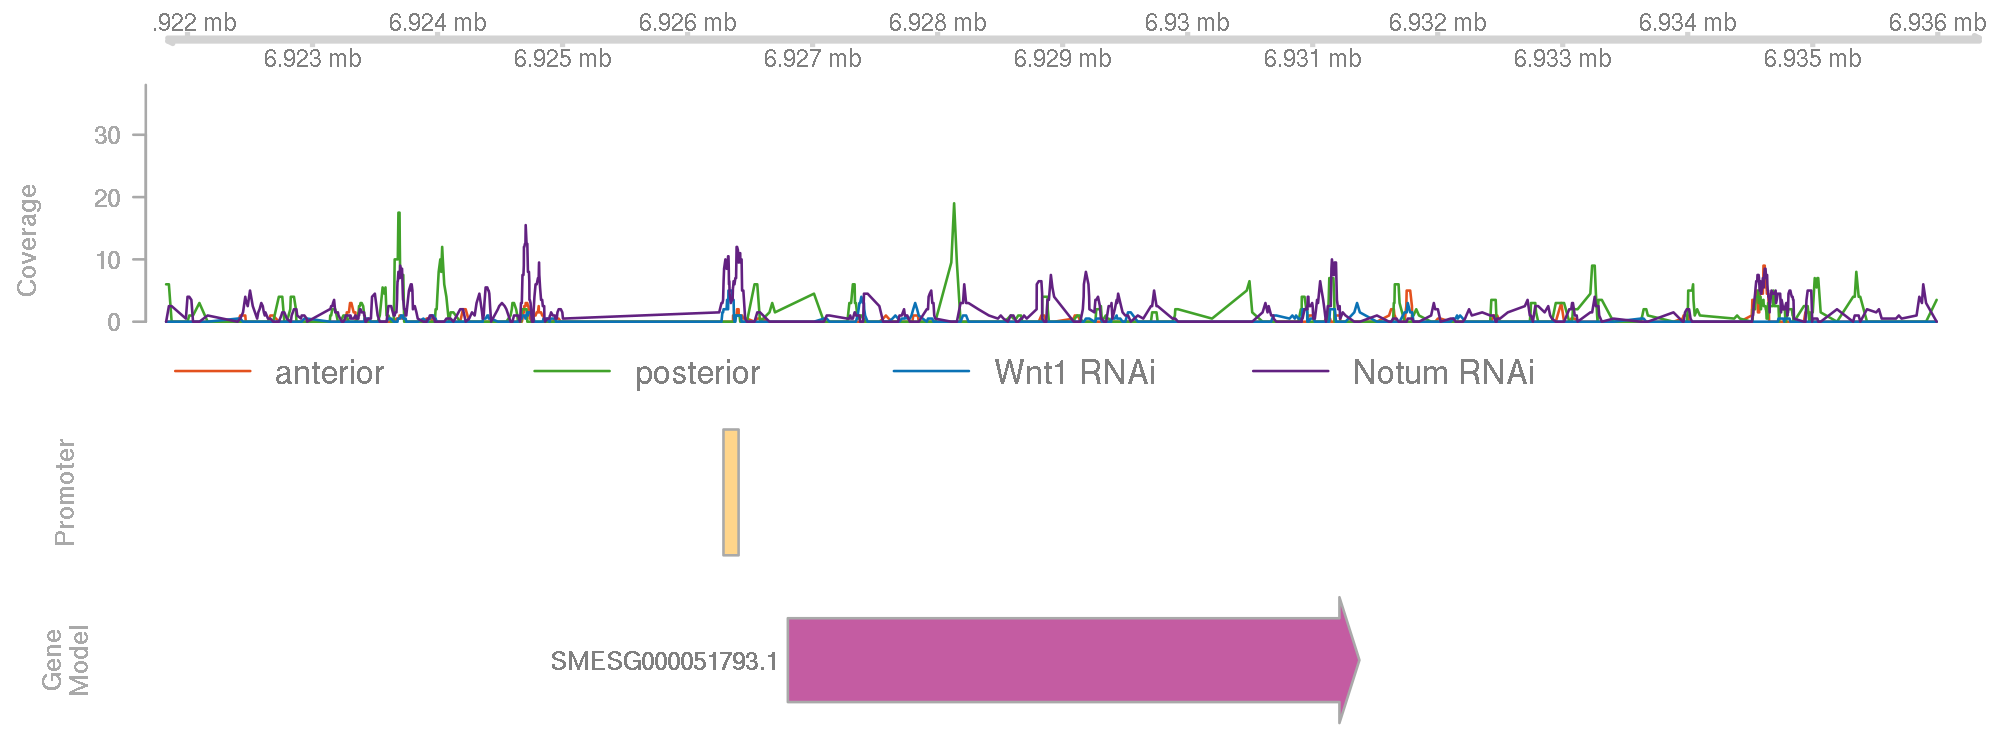 .922 mb 6.924 mb 6.926 mb 6.928 mb 6.93 mb 6.932 mb 6.934 mb 6.936 mb
6.923 mb 6.925 mb 6.927 mb 6.929 mb 6.931 mb 6.933 mb 6.935 mb
Coverage
30
20
10
0
anterior posterior Wnt1 RNAi Notum RNAi
Promoter
Gene
Model
SMESG000051793.1